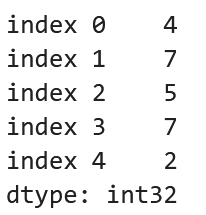 index 0    4
index 1    7
index 2    5
index 3    7
index 4    2
dtype: int32